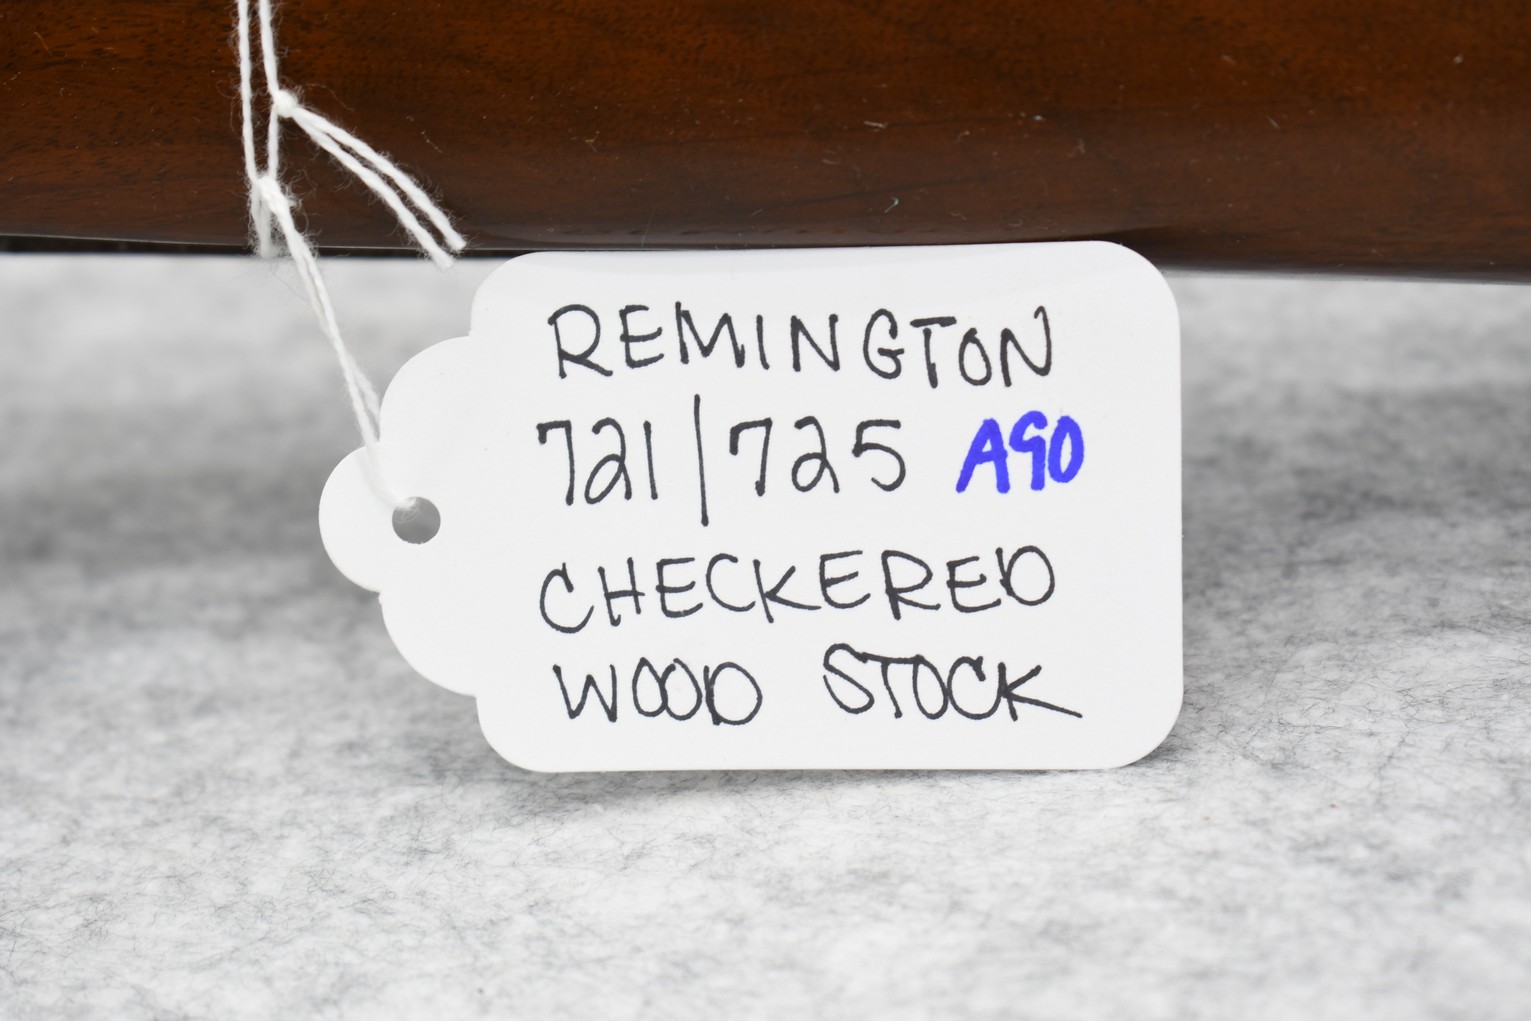 REMINGTON
721/725 A90
CHECKERED
WOOD STOCK